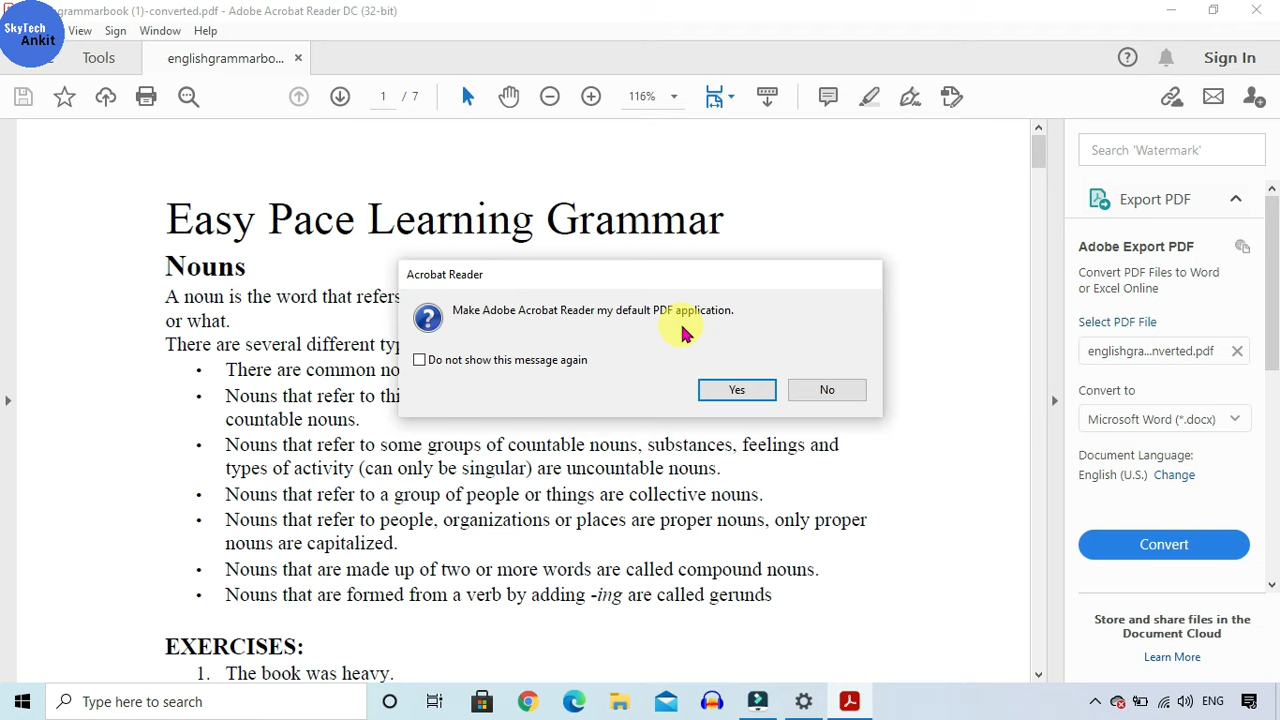 grammarbook (1)-converted.pdf - Adobe Acrobat Reader DC (32-bit)
SkyTech
Ankit
View Sign Window Help
Tools
englishgrammarbo... ×
Sign In
1 / 7
116%
Search 'Watermark'
Export PDF
Adobe Export PDF
Convert PDF Files to Word
or Excel Online
Select PDF File
englishgra...nverted.pdf
Convert to
Microsoft Word (*.docx)
Document Language:
English (U.S.) Change
Convert
Store and share files in the
Document Cloud
Learn More
Easy Pace Learning Grammar
Nouns
A noun is the word that refers
or what.
There are several different ty
• There are common no
• Nouns that refer to thi
countable nouns.
• Nouns that refer to some groups of countable nouns, substances, feelings and
types of activity (can only be singular) are uncountable nouns.
• Nouns that refer to a group of people or things are collective nouns.
• Nouns that refer to people, organizations or places are proper nouns, only proper
nouns are capitalized.
• Nouns that are made up of two or more words are called compound nouns.
• Nouns that are formed from a verb by adding -ing are called gerunds
EXERCISES:
1. The book was heavy.
Acrobat Reader
Make Adobe Acrobat Reader my default PDF application.
Do not show this message again
Yes No
Type here to search
ENG